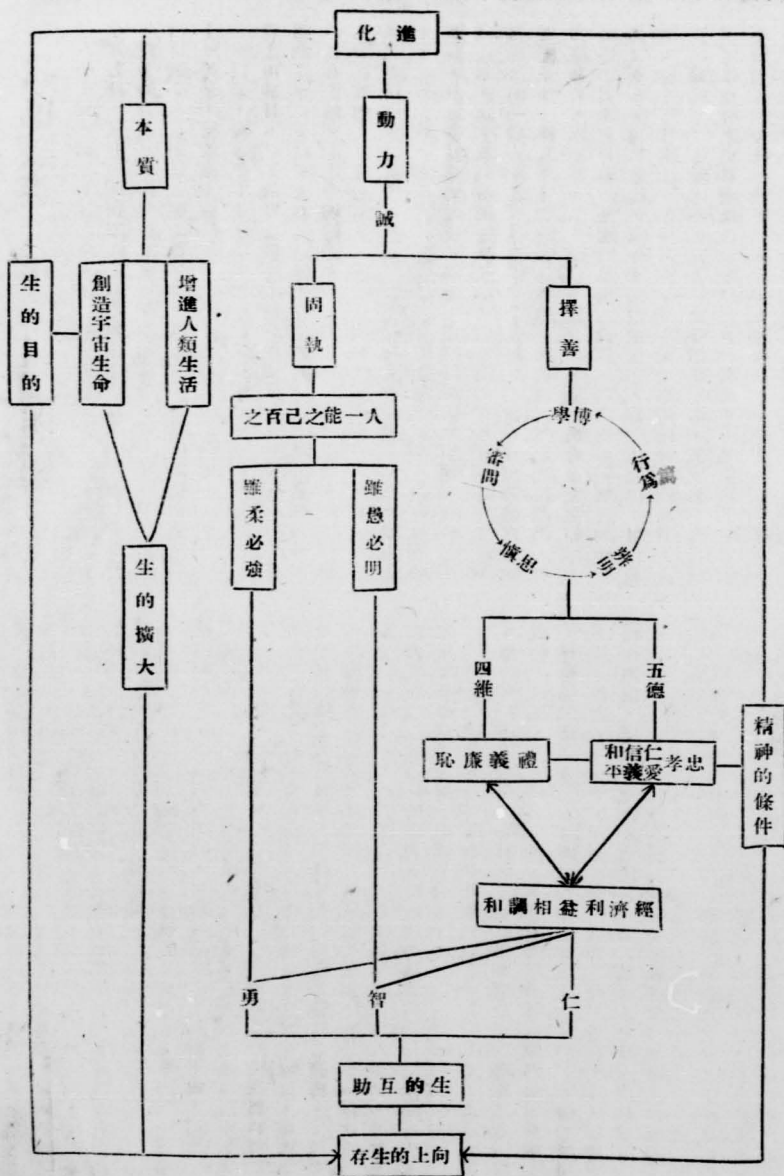 進化
動力
本質
誠
增進人類生活
創造宇宙生命
生的目的
擇善
固執
博學
審問
慎思
人一能之己百之
雖愚必明
雖柔必強
生的擴大
五德
四維
精神的條件
忠孝仁愛信義和平
禮義廉恥
經濟利益相調和
仁
智
勇
生的互助
向上的生存